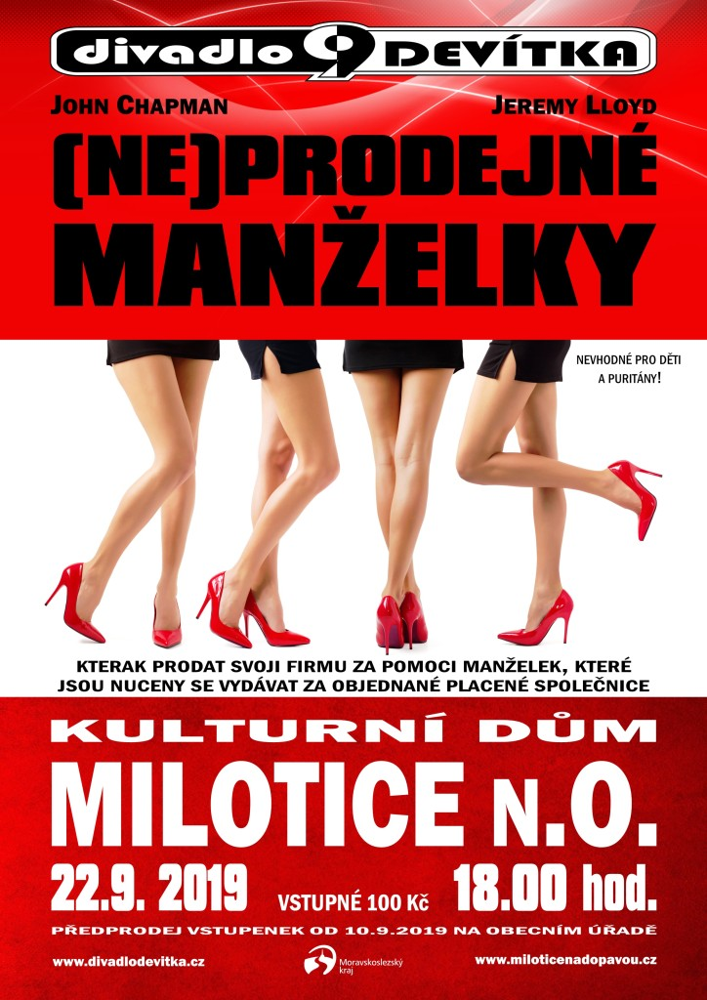 divadlo 9 DEVÍTKA
JOHN CHAPMAN JEREMY LLOYD
(NE)PRODEJNÉ
MANŽELKY
NEVHODNÉ PRO DĚTI
A PURITÁNY!
KTERAK PRODAT SVOJI FIRMU ZA POMOCI MANŽELEK, KTERÉ
JSOU NUCENY SE VYDÁVAT ZA OBJEDNANÉ PLACENÉ SPOLEČNICE
KULTURNÍ DŮM
MILOTICE N.O.
22.9. 2019 VSTUPNÉ 100 Kč 18.00 hod.
PŘEDPRODEJ VSTUPENEK OD 10.9.2019 NA OBECNÍM ÚŘADĚ
www.divadlodevitka.cz Moravskoslezský www.miloticenadopavou.cz
kraj